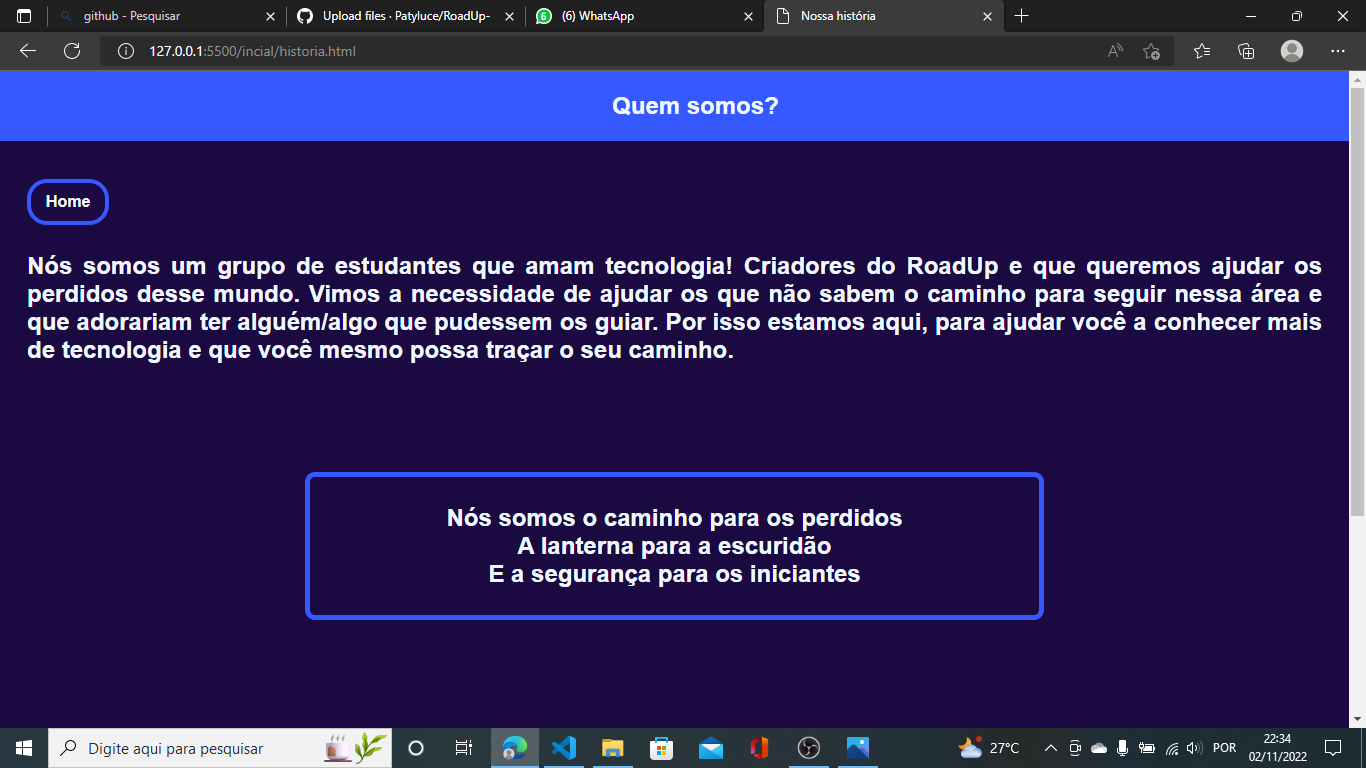 github - Pesquisar
Upload files · Patyluce/RoadUp-
6
(6) WhatsApp
Nossa história
127.0.0.1:5500/incial/historia.html
Quem somos?
Home
Nós somos um grupo de estudantes que amam tecnologia! Criadores do RoadUp e que queremos ajudar os
perdidos desse mundo. Vimos a necessidade de ajudar os que não sabem o caminho para seguir nessa área e
que adorariam ter alguém/algo que pudessem os guiar. Por isso estamos aqui, para ajudar você a conhecer mais
de tecnologia e que você mesmo possa traçar o seu caminho.
Nós somos o caminho para os perdidos
A lanterna para a escuridão
E a segurança para os iniciantes
Digite aqui para pesquisar
27°C
POR
22:34
02/11/2022